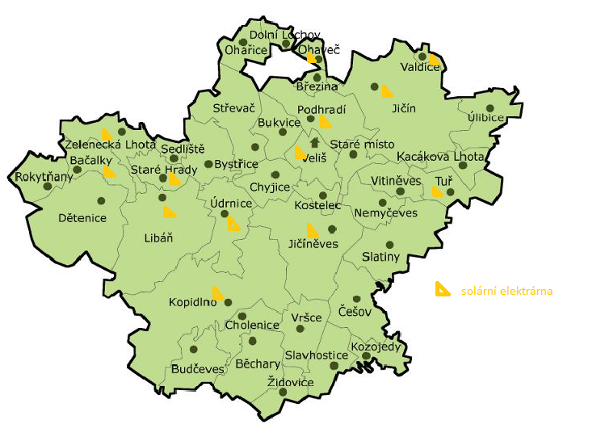 Dolní Lochov
Ohařice
Ohaveč
Valdice
Březina
Jičín
Střevač
Podhradí
Úlibice
Bukvice
Zelenecká Lhota
Sedliště
Staré místo
Veliš
Kacákova Lhota
Bačalky
Bystřice
Rokytňany
Staré Hrady
Chyjice
Vitiněves
Tuř
Údrnice
Kostelec
Nemyčeves
Dětenice
Libáň
Jičíněves
Slatiny
solární elektrárna
Kopidlno
Češov
Vršce
Cholenice
Kozojedy
Slavhostice
Běchary
Budčeves
Židovice